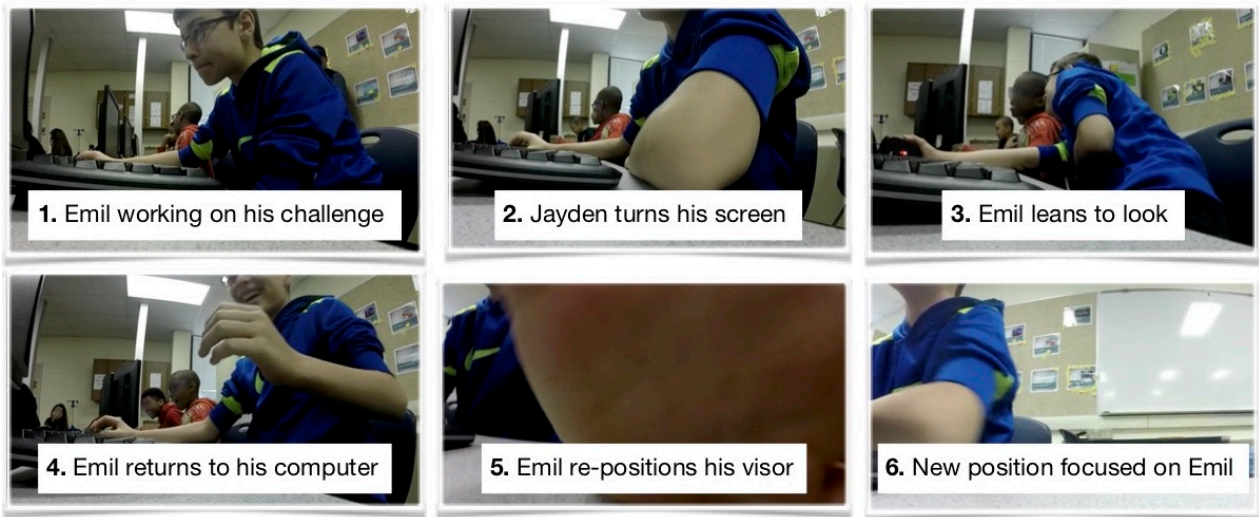 1. Emil working on his challenge
2. Jayden turns his screen
3. Emil leans to look
4. Emil returns to his computer
5. Emil re-positions his visor
6. New position focused on Emil